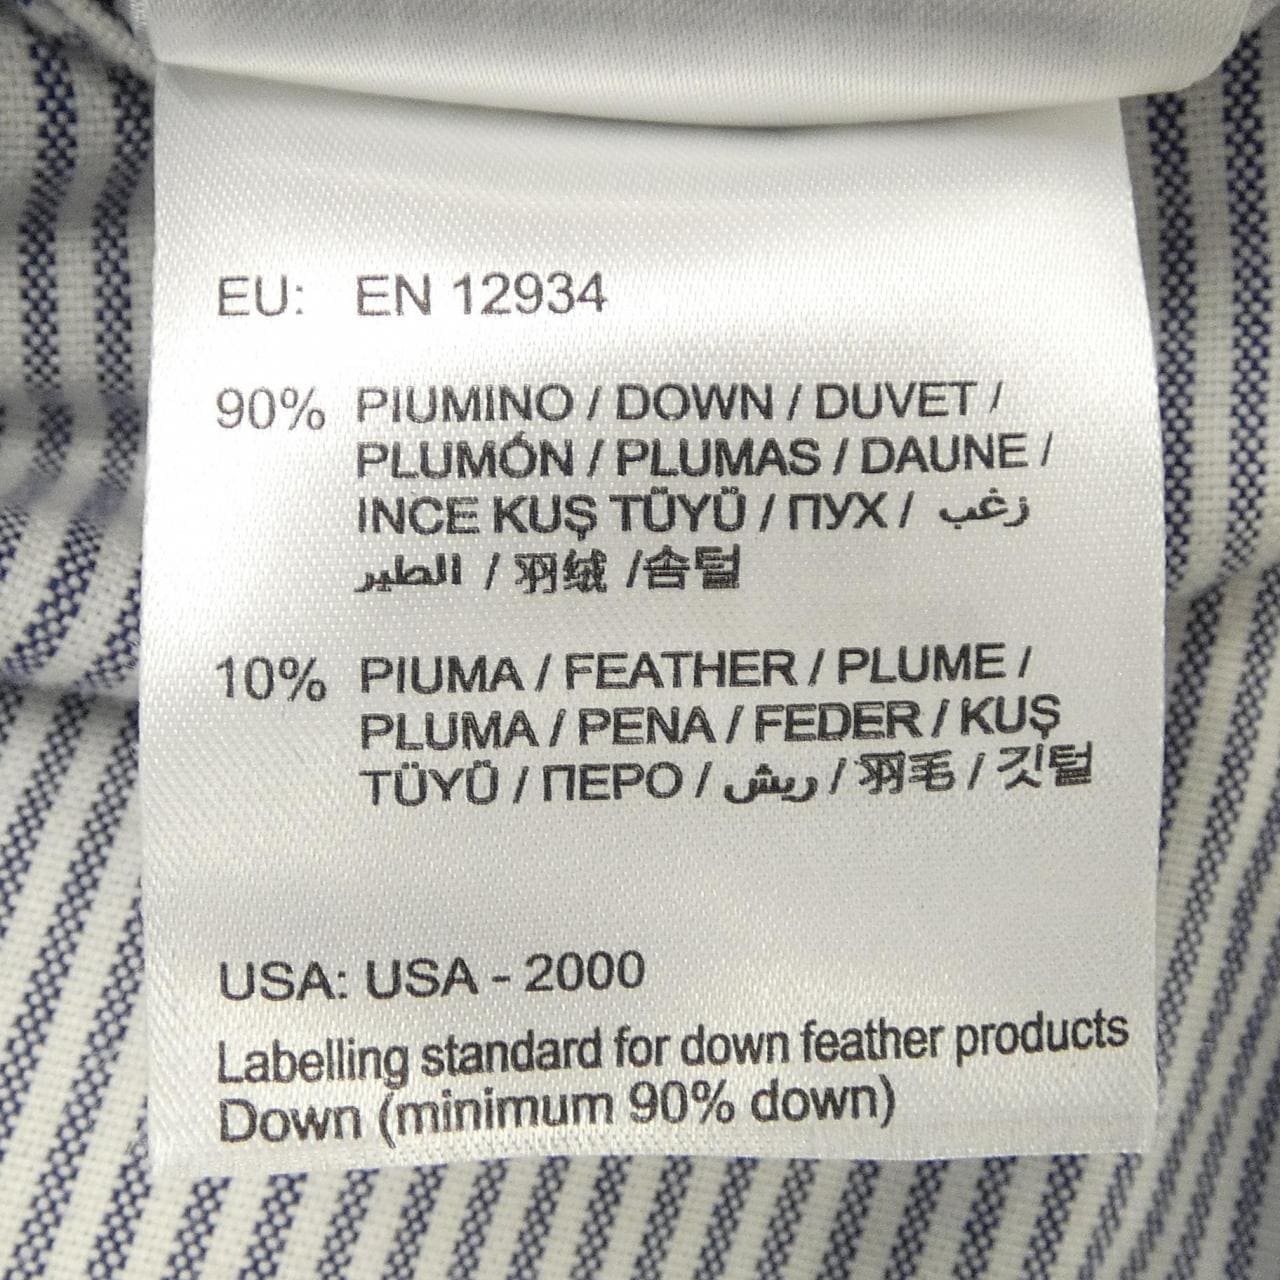 EU: EN 12934
90% PIUMINO / DOWN / DUVET /
PLUMÓN / PLUMAS / DAUNE /
INCE KUŞ TÜYÜ / ПУХ / زغب
الطير / 羽绒 /솜털
10% PIUMA / FEATHER / PLUME /
PLUMA / PENA / FEDER / KUŞ
TÜYÜ / ПЕРО / ريش / 羽毛 / 깃털
USA: USA - 2000
Labelling standard for down feather products
Down (minimum 90% down)